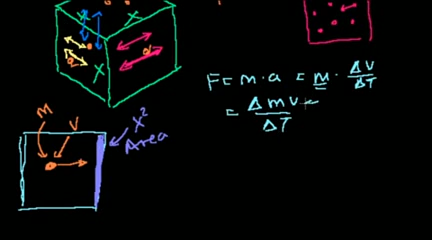 x
x
x
F = m · a = m · ΔV/ΔT
= ΔmV/ΔT
m
V
x²
Area